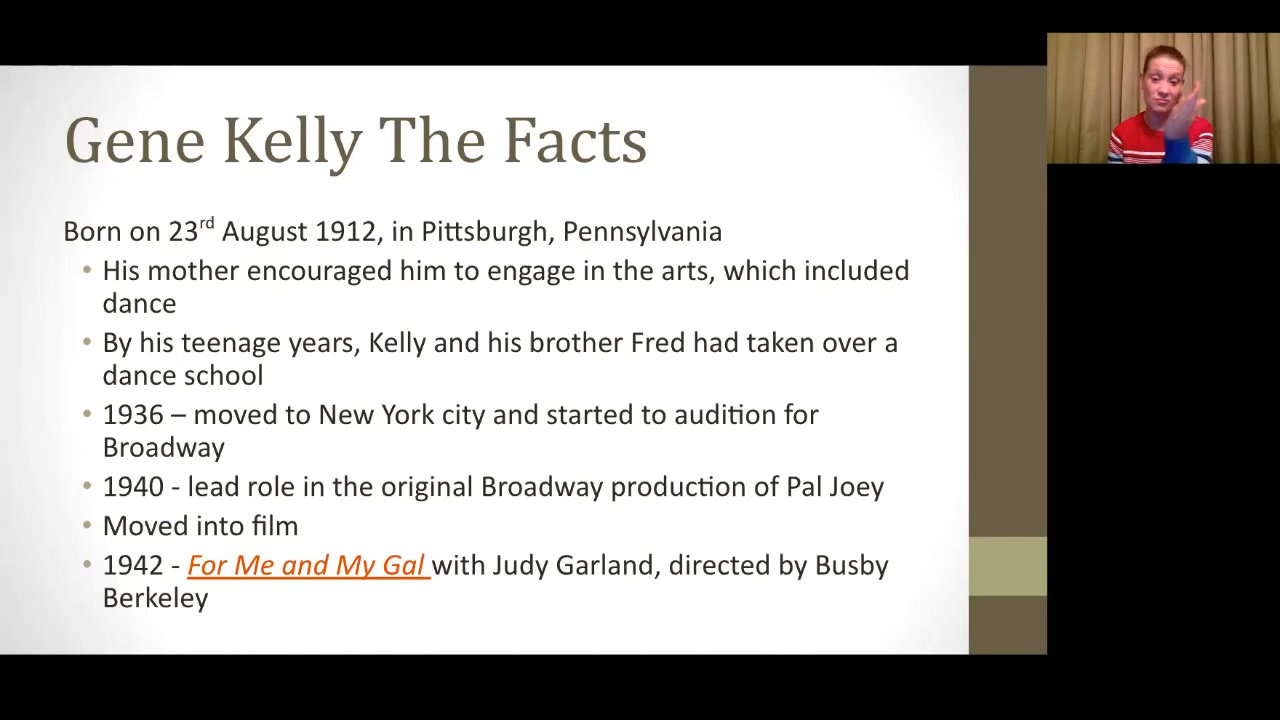 Gene Kelly The Facts
Born on 23rd August 1912, in Pittsburgh, Pennsylvania
• His mother encouraged him to engage in the arts, which included
dance
• By his teenage years, Kelly and his brother Fred had taken over a
dance school
• 1936 – moved to New York city and started to audition for
Broadway
• 1940 - lead role in the original Broadway production of Pal Joey
• Moved into film
• 1942 - For Me and My Gal with Judy Garland, directed by Busby
Berkeley